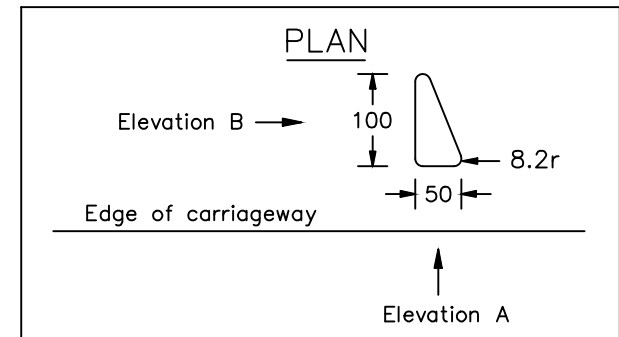 PLAN
Elevation B
100
8.2r
50
Edge of carriageway
Elevation A